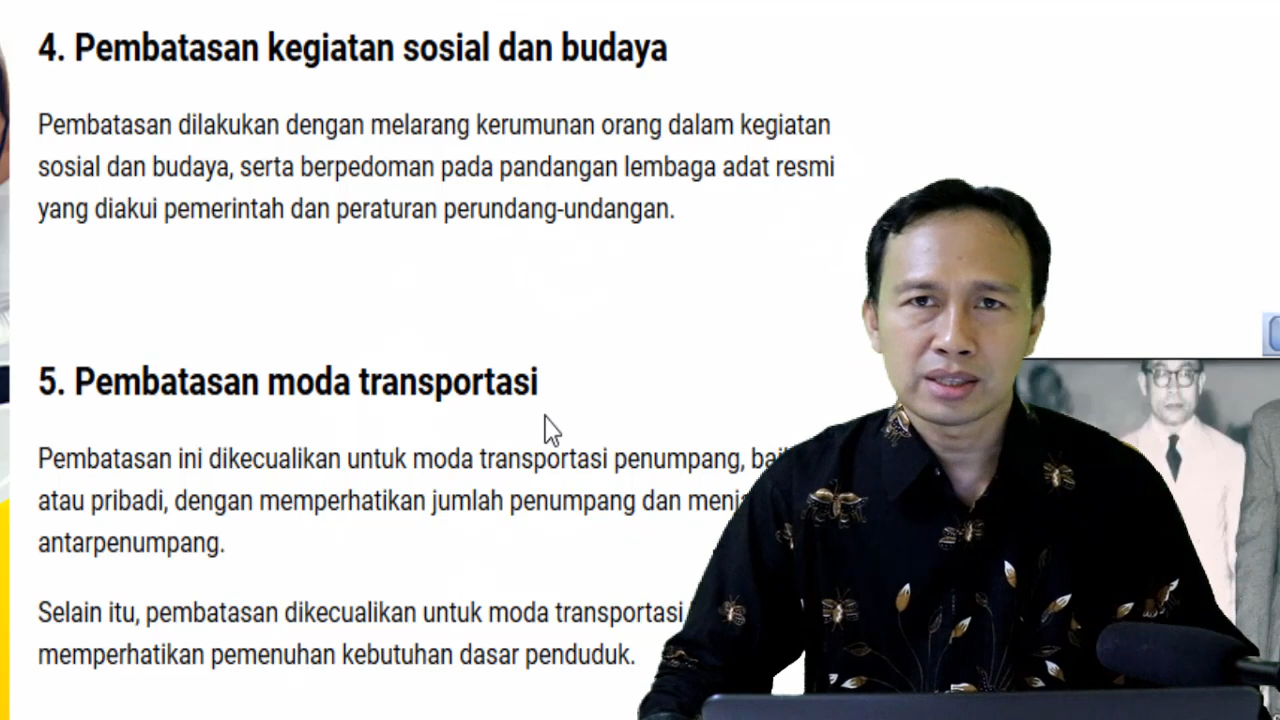 4. Pembatasan kegiatan sosial dan budaya
Pembatasan dilakukan dengan melarang kerumunan orang dalam kegiatan
sosial dan budaya, serta berpedoman pada pandangan lembaga adat resmi
yang diakui pemerintah dan peraturan perundang-undangan.
5. Pembatasan moda transportasi
Pembatasan ini dikecualikan untuk moda transportasi penumpang,
atau pribadi, dengan memperhatikan jumlah penumpang dan
antarpenumpang.
Selain itu, pembatasan dikecualikan untuk moda transportasi
memperhatikan pemenuhan kebutuhan dasar penduduk.